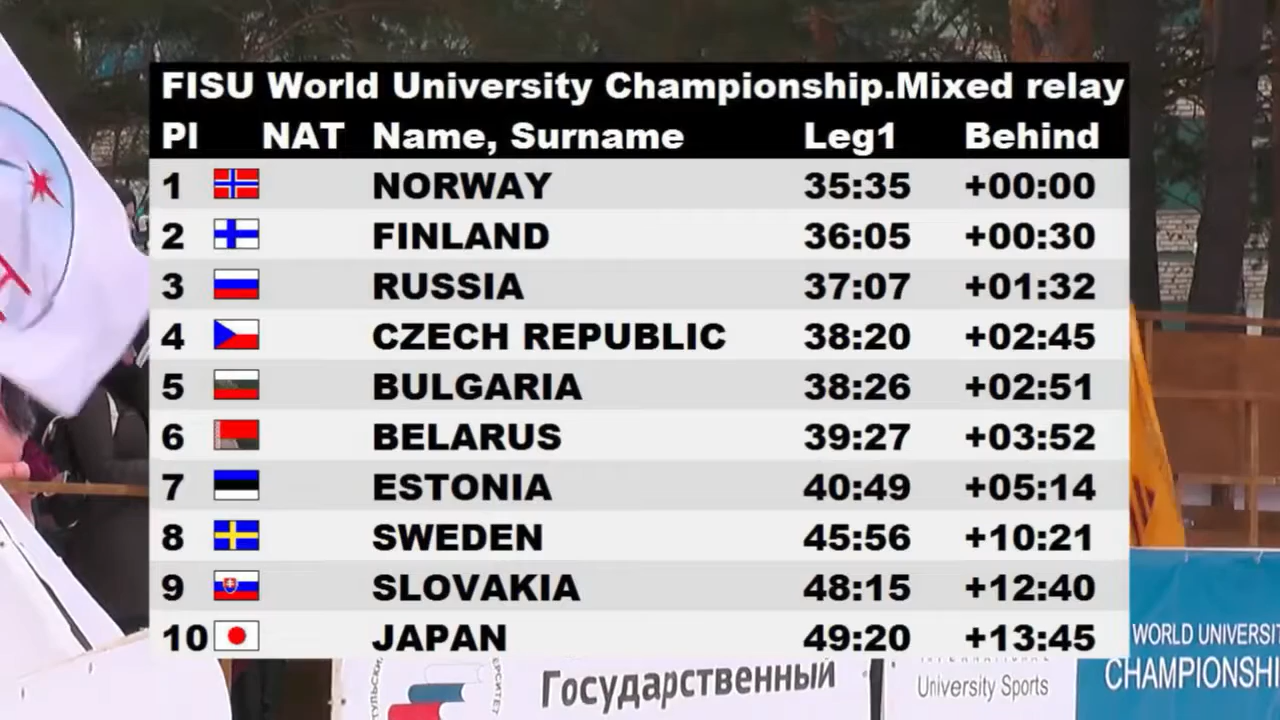 FISU World University Championship.Mixed relay
Pl NAT Name, Surname Leg1 Behind
1 NORWAY 35:35 +00:00
2 FINLAND 36:05 +00:30
3 RUSSIA 37:07 +01:32
4 CZECH REPUBLIC 38:20 +02:45
5 BULGARIA 38:26 +02:51
6 BELARUS 39:27 +03:52
7 ESTONIA 40:49 +05:14
8 SWEDEN 45:56 +10:21
9 SLOVAKIA 48:15 +12:40
10 JAPAN 49:20 +13:45
Государственный
University Sports
WORLD UNIVERSIT
CHAMPIONSHI